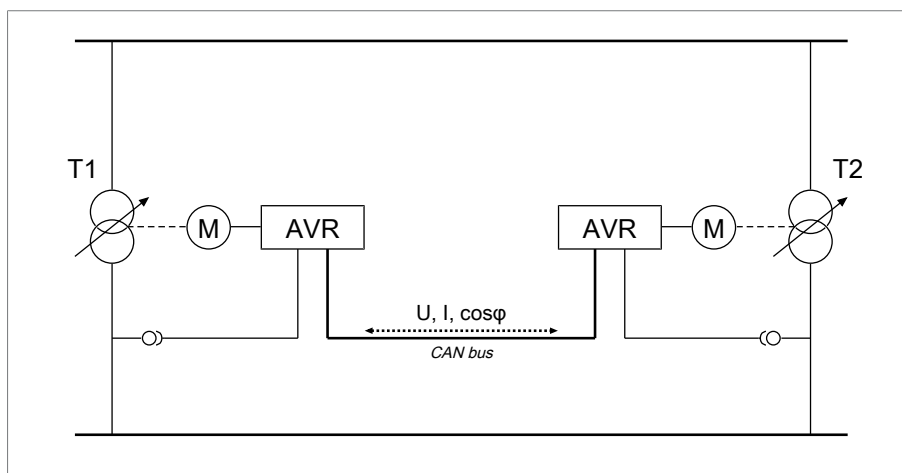 T1
T2
M
AVR
AVR
M
U, I, cosφ
CAN bus